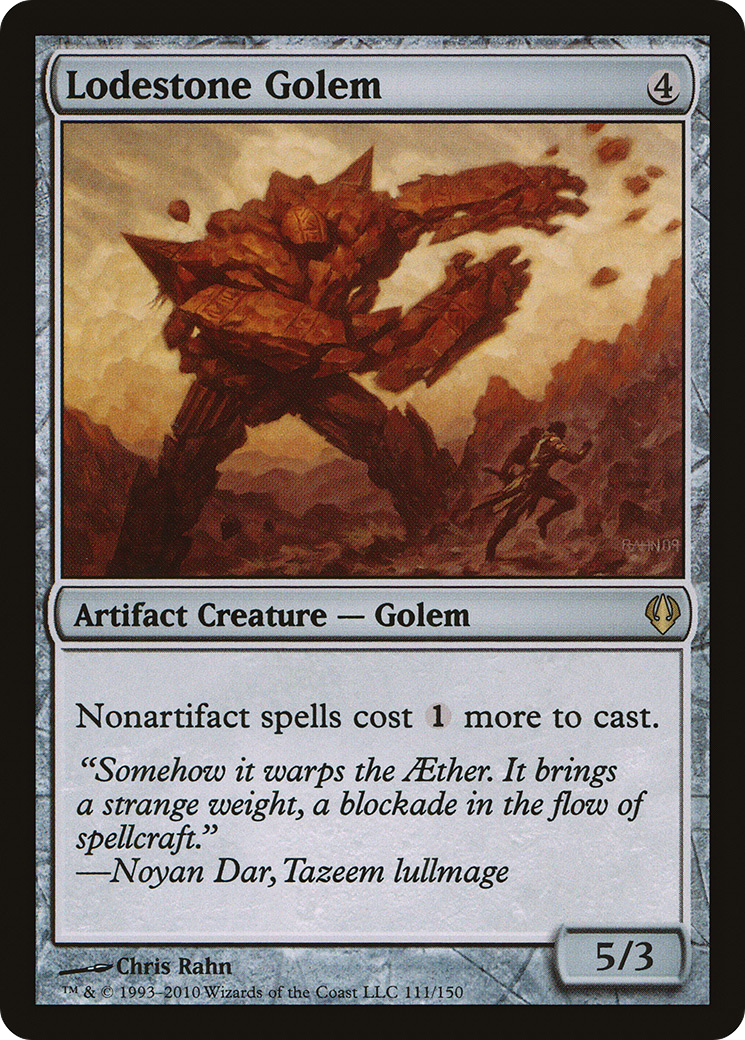 Lodestone Golem 4
RAHN09
Artifact Creature — Golem
Nonartifact spells cost 1 more to cast.
“Somehow it warps the Æther. It brings
a strange weight, a blockade in the flow of
spellcraft.”
—Noyan Dar, Tazeem lullmage
5/3
Chris Rahn
™ & © 1993–2010 Wizards of the Coast LLC 111/150